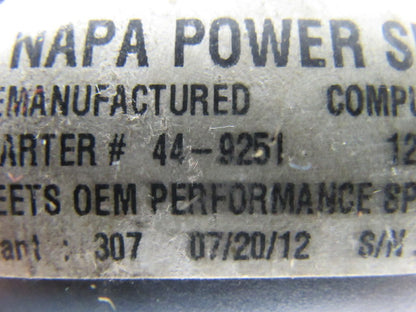 NAPA POWER S
EMANUFACTURED COMPU
ARTER # 44-9251 12
EETS OEM PERFORMANCE SP
ant : 307 07/20/12 S/N